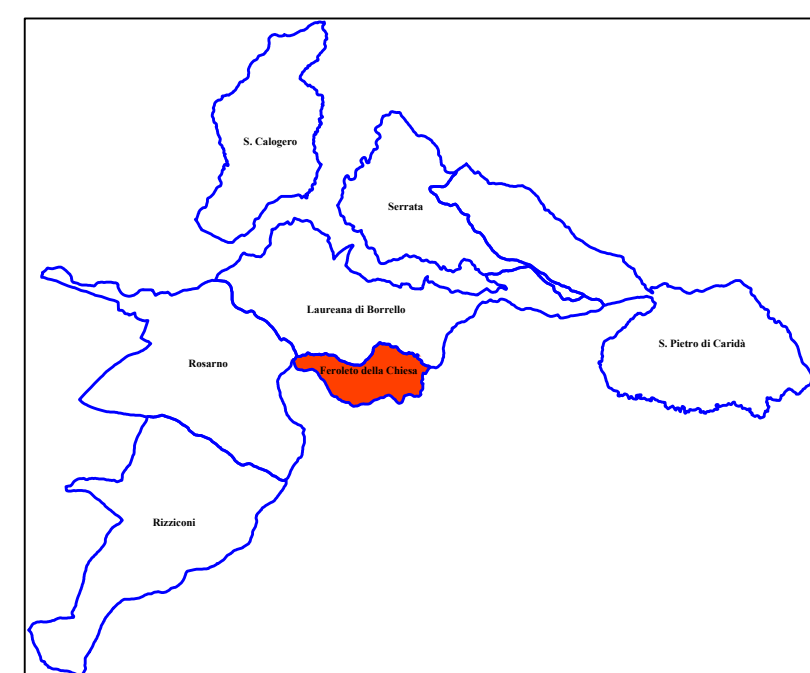 S. Calogero
Serrata
Laureana di Borrello
S. Pietro di Caridà
Rosarno
Feroleto della Chiesa
Rizziconi